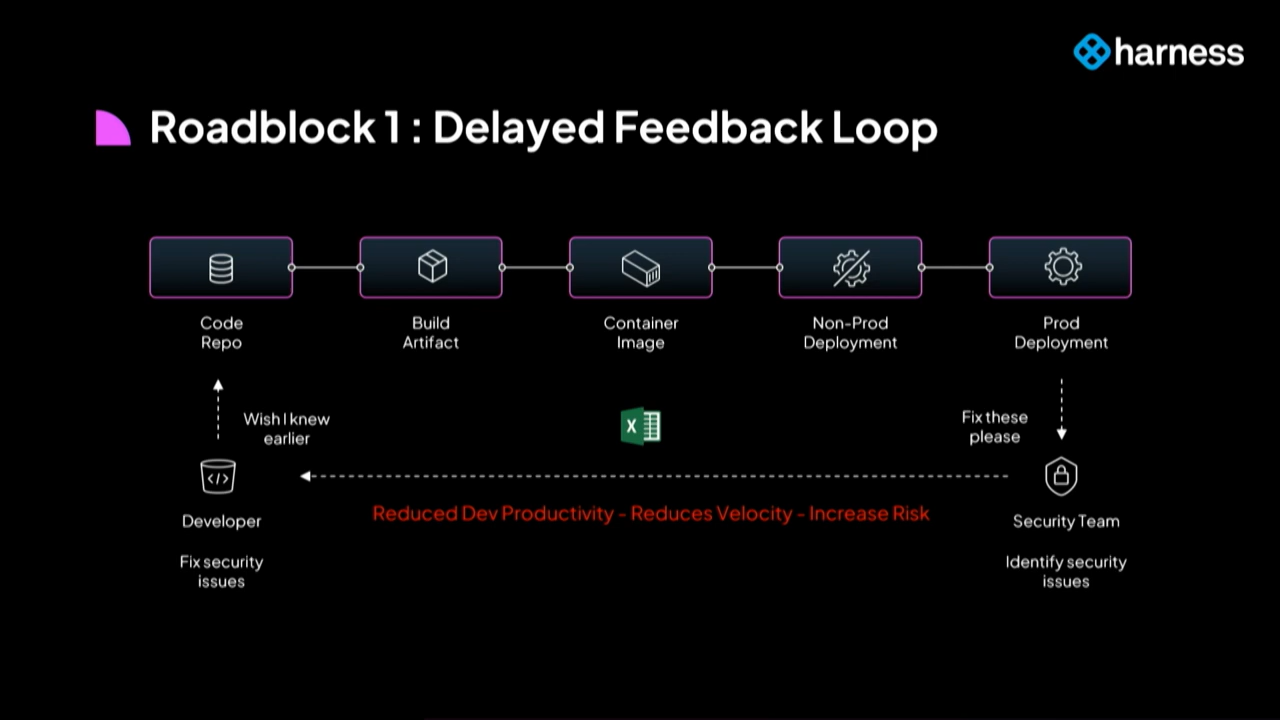 harness
Roadblock 1 : Delayed Feedback Loop
Code
Repo
Build
Artifact
Container
Image
Non-Prod
Deployment
Prod
Deployment
Wish I knew
earlier
X
Fix these
please
Reduced Dev Productivity - Reduces Velocity - Increase Risk
Developer
Security Team
Fix security
issues
Identify security
issues